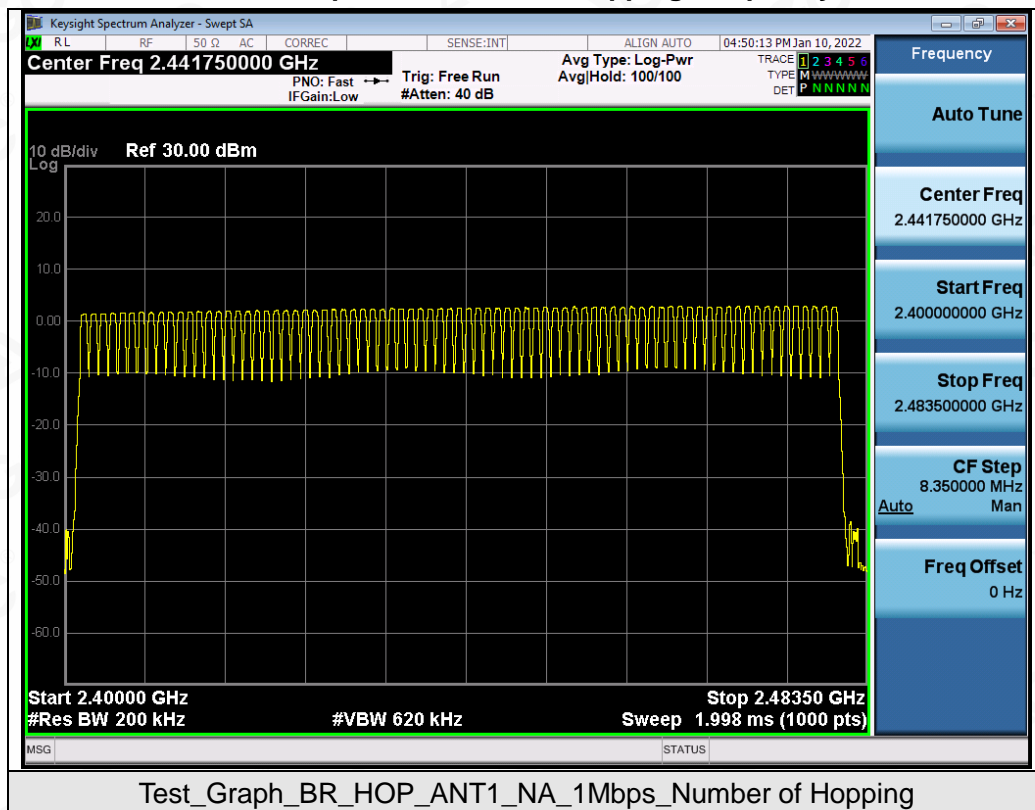 Keysight Spectrum Analyzer - Swept SA
LXI RL RF 50 Ω AC CORREC SENSE:INT ALIGN AUTO 04:50:13 PM Jan 10, 2022
Center Freq 2.441750000 GHz
PNO: Fast
IFGain:Low
Trig: Free Run
#Atten: 40 dB
Avg Type: Log-Pwr
Avg|Hold: 100/100
TRACE 1 2 3 4 5 6
TYPE M WWWWW
DET P N N N N N
Frequency
Auto Tune
Center Freq
2.441750000 GHz
Start Freq
2.400000000 GHz
Stop Freq
2.483500000 GHz
CF Step
8.350000 MHz
Auto Man
Freq Offset
0 Hz
10 dB/div Ref 30.00 dBm
Log
20.0
10.0
0.00
-10.0
-20.0
-30.0
-40.0
-50.0
-60.0
Start 2.40000 GHz Stop 2.48350 GHz
#Res BW 200 kHz #VBW 620 kHz Sweep 1.998 ms (1000 pts)
MSG STATUS
Test_Graph_BR_HOP_ANT1_NA_1Mbps_Number of Hopping